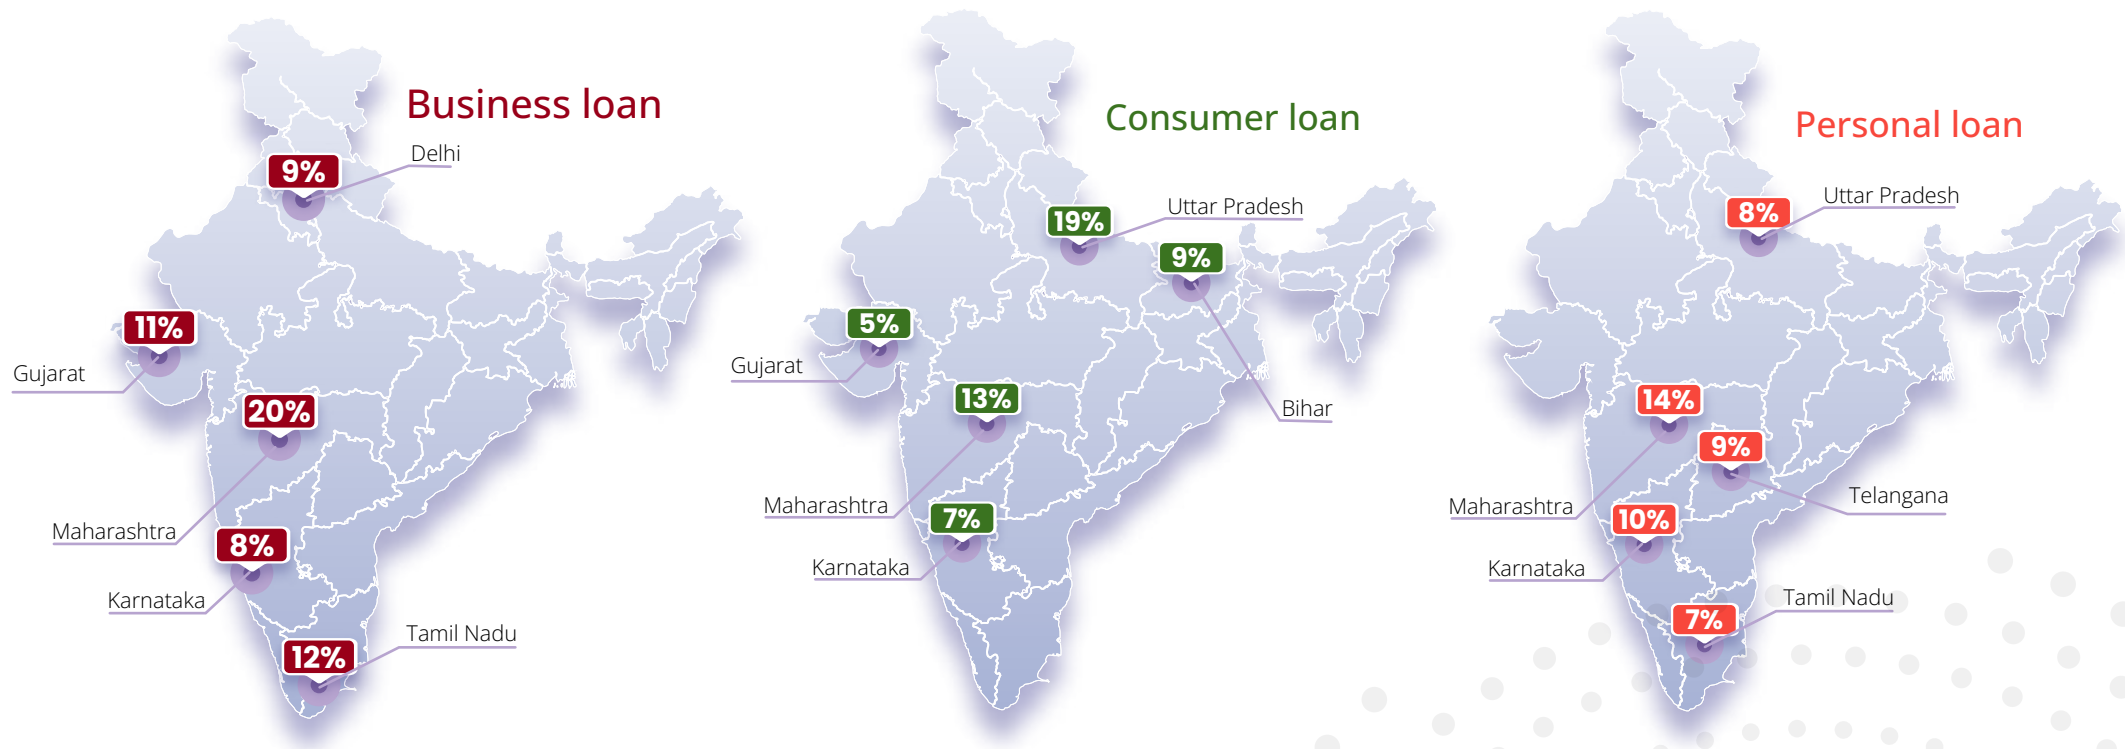 Business loan
Delhi
9%
11%
Gujarat
20%
Maharashtra
8%
Karnataka
Tamil Nadu
12%
Consumer loan
Uttar Pradesh
19%
9%
5%
Gujarat
13%
Bihar
Maharashtra
7%
Karnataka
Personal loan
Uttar Pradesh
8%
14%
9%
Telangana
Maharashtra
10%
Karnataka
Tamil Nadu
7%